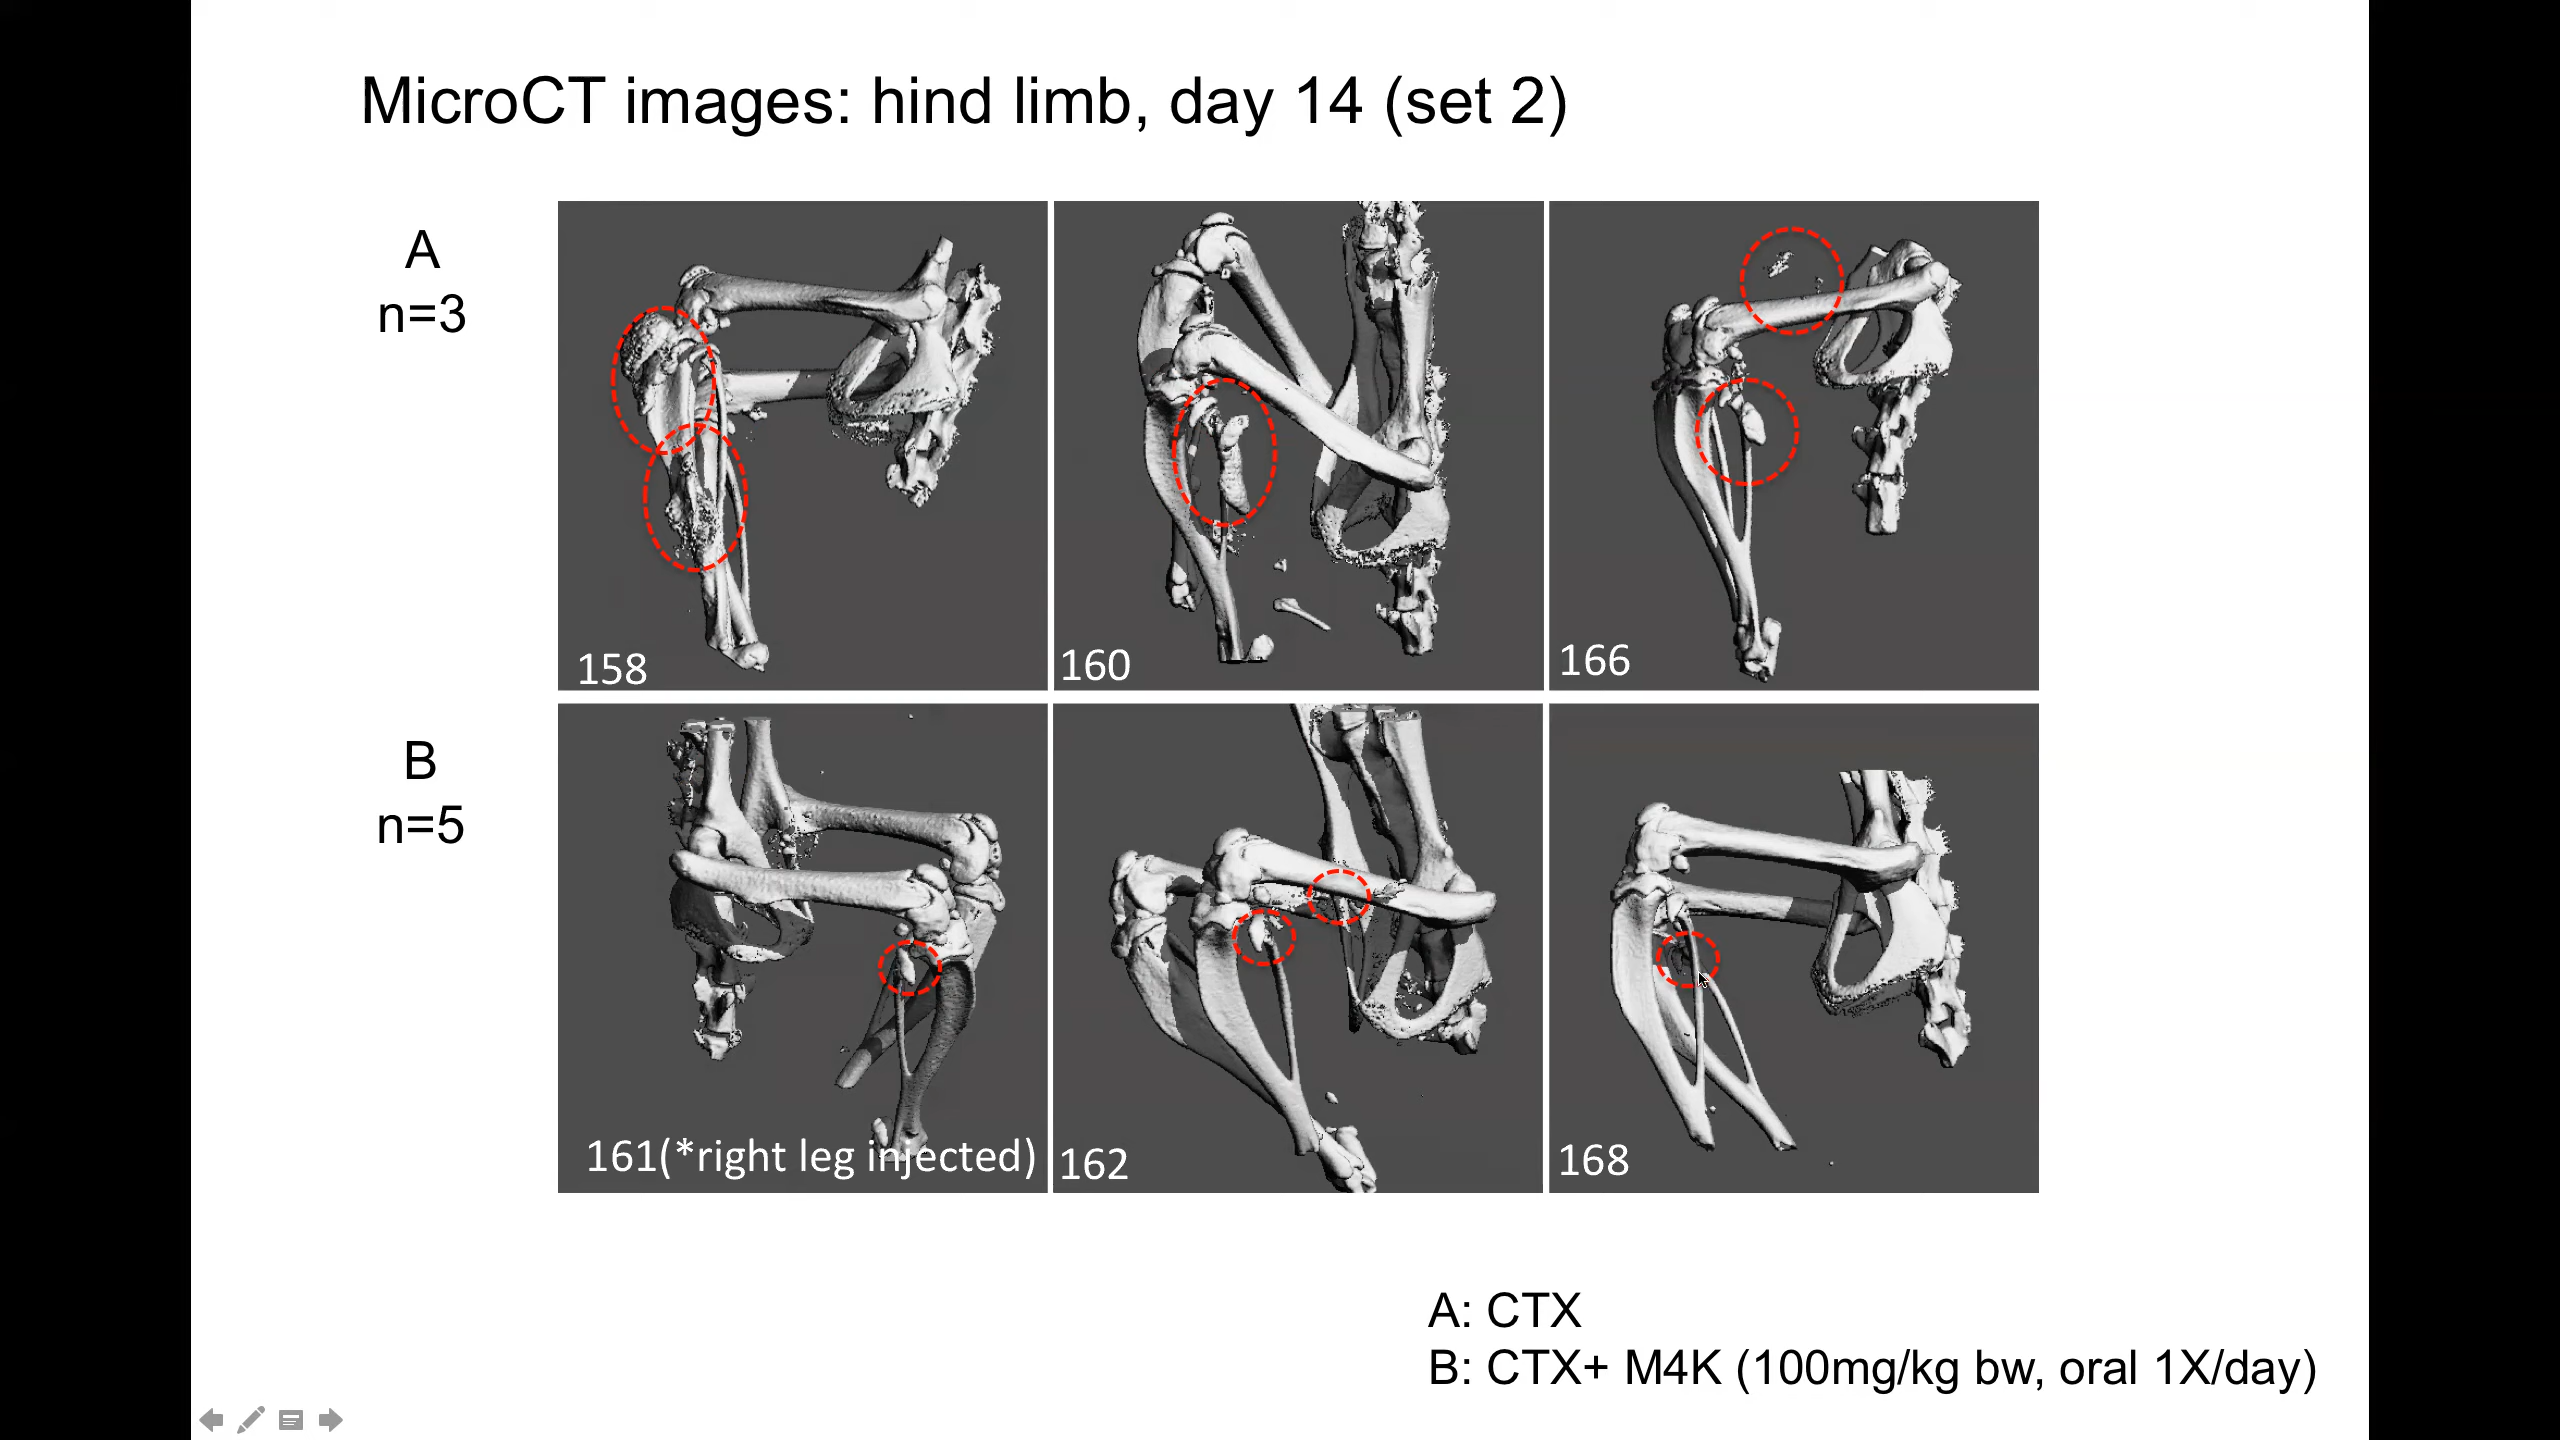 MicroCT images: hind limb, day 14 (set 2)
A
n=3
158
160
166
B
n=5
161(*right leg injected)
162
168
A: CTX
B: CTX+ M4K (100mg/kg bw, oral 1X/day)